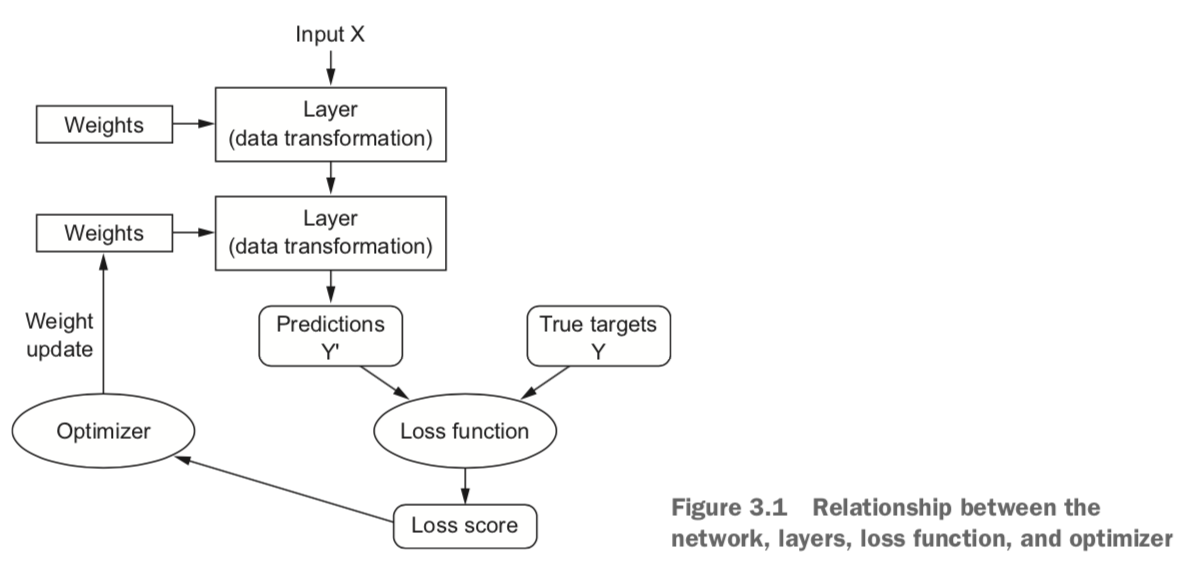 Input X
Weights
Layer
(data transformation)
Weights
Layer
(data transformation)
Weight
update
Predictions
Y'
True targets
Y
Optimizer
Loss function
Loss score
Figure 3.1 Relationship between the
network, layers, loss function, and optimizer